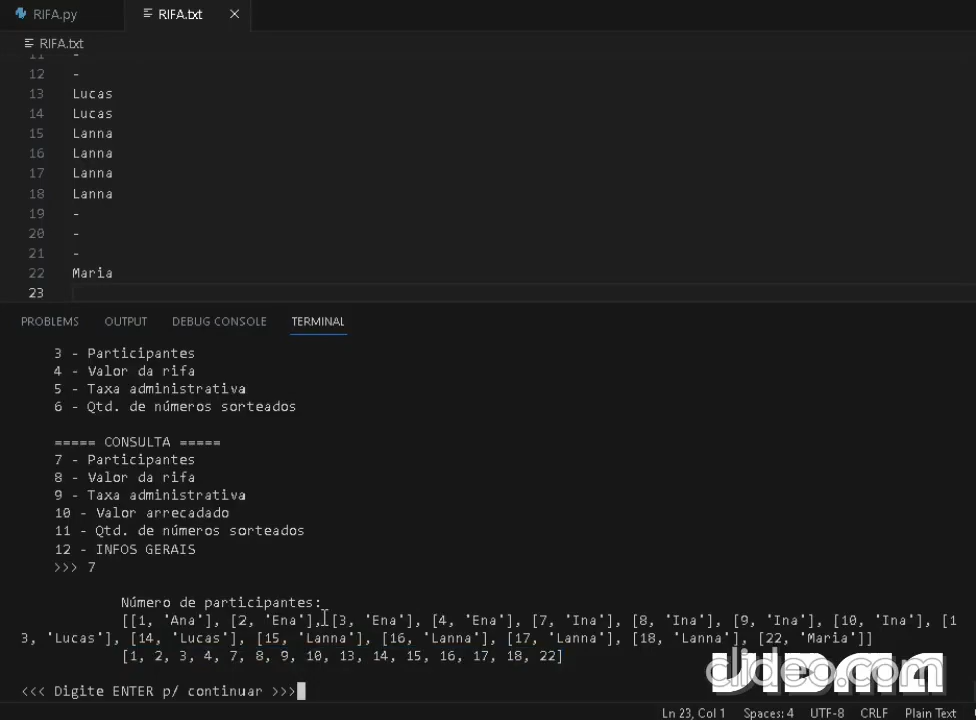 RIFA.py
RIFA.txt
RIFA.txt
11 -
12 -
13 Lucas
14 Lucas
15 Lanna
16 Lanna
17 Lanna
18 Lanna
19 -
20 -
21 -
22 Maria
23
PROBLEMS OUTPUT DEBUG CONSOLE TERMINAL
3 - Participantes
4 - Valor da rifa
5 - Taxa administrativa
6 - Qtd. de números sorteados
===== CONSULTA =====
7 - Participantes
8 - Valor da rifa
9 - Taxa administrativa
10 - Valor arrecadado
11 - Qtd. de números sorteados
12 - INFOS GERAIS
>>> 7
Número de participantes:
[[1, 'Ana'], [2, 'Ena'], [3, 'Ena'], [4, 'Ena'], [7, 'Ina'], [8, 'Ina'], [9, 'Ina'], [10, 'Ina'], [1
3, 'Lucas'], [14, 'Lucas'], [15, 'Lanna'], [16, 'Lanna'], [17, 'Lanna'], [18, 'Lanna'], [22, 'Maria']]
[1, 2, 3, 4, 7, 8, 9, 10, 13, 14, 15, 16, 17, 18, 22]
clideo.com
<<< Digite ENTER p/ continuar >>>
Ln 23, Col 1 Spaces: 4 UTF-8 CRLF Plain Text